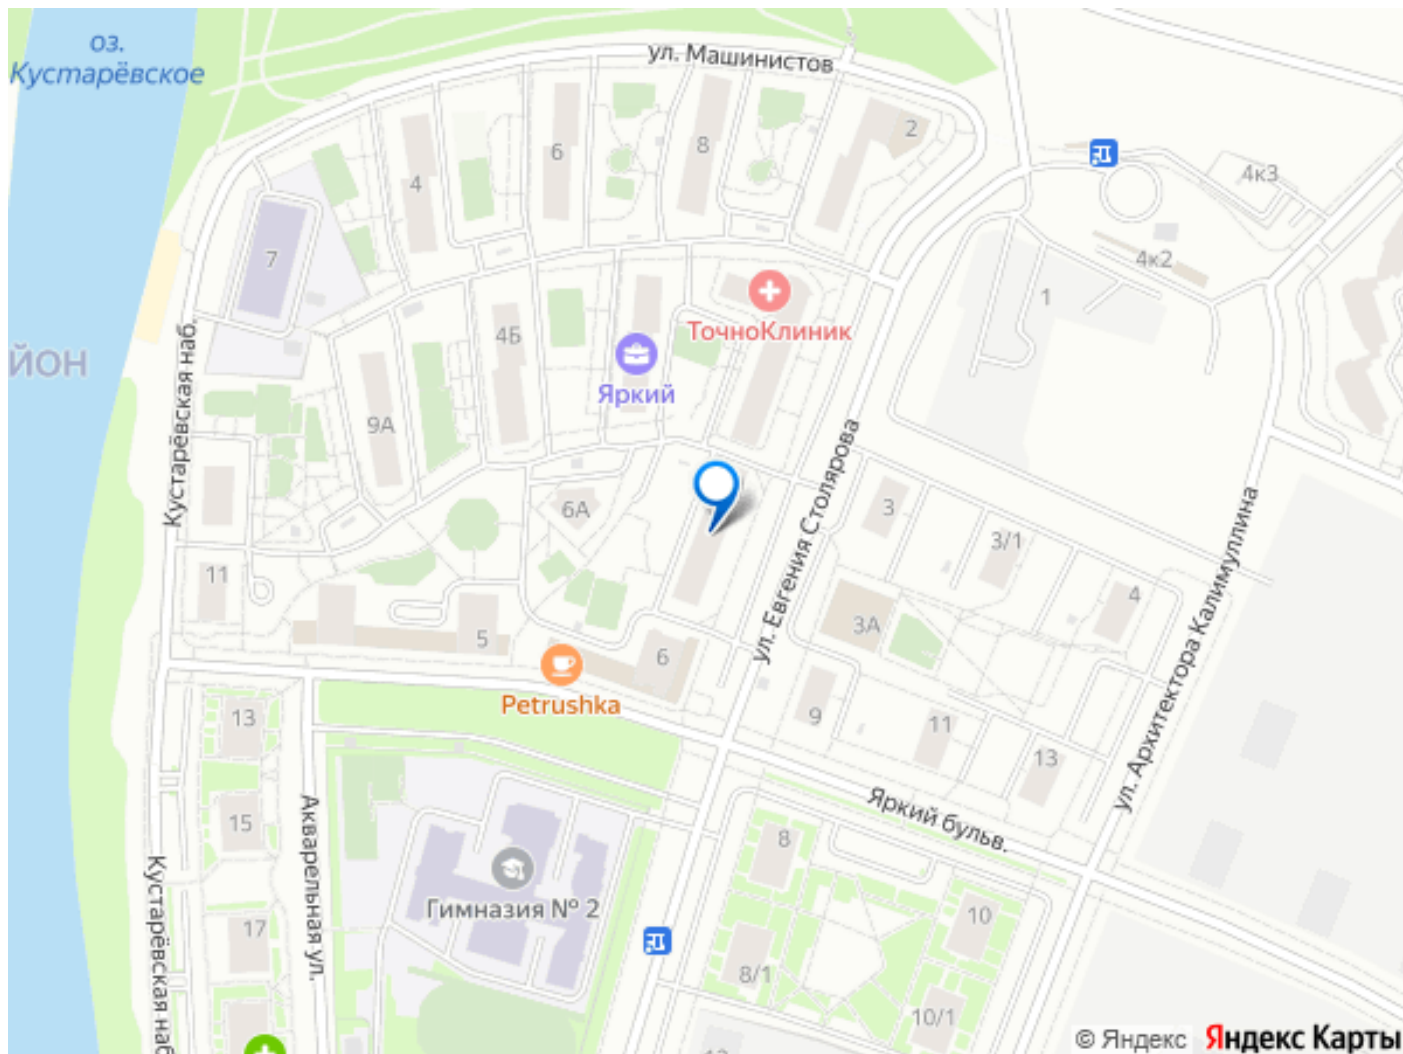 оз.
Кустарёвское
ул. Машинистов
2
6
8
4
4к3
7
4к2
1
ТочноКлиник
4Б
ЙОН
Яркий
Кустарёвская наб.
9А
ул. Евгения Столярова
6А
3
3/1
ул. Архитектора Калимуллина
11
4
3А
5
6
Petrushka
13
9
11
13
Яркий бульв.
Акварельная ул.
15
8
Кустарёвская наб
Гимназия № 2
17
10
8/1
10/1
© Яндекс
Яндекс Карты